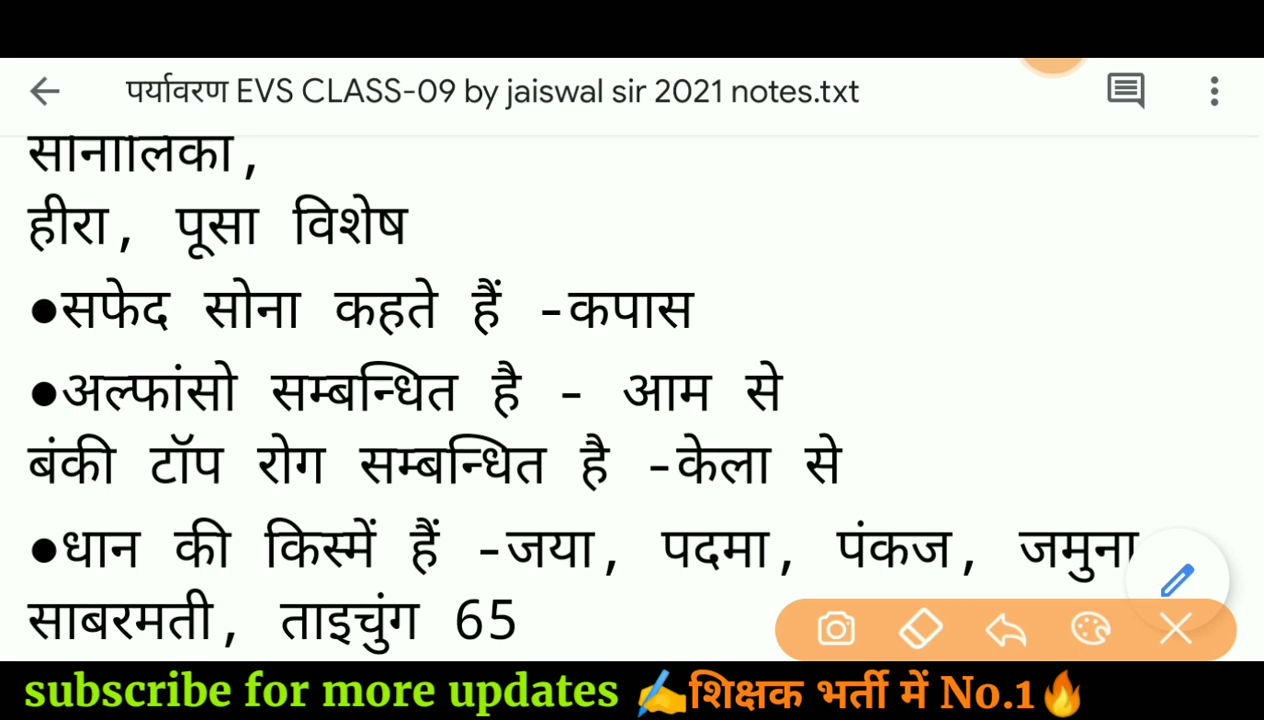 पर्यावरण EVS CLASS-09 by jaiswal sir 2021 notes.txt
सोनालिका,
हीरा, पूसा विशेष
●सफेद सोना कहते हैं -कपास
●अल्फांसो सम्बन्धित है - आम से
बंकी टॉप रोग सम्बन्धित है -केला से
●धान की किस्में हैं -जया, पदमा, पंकज, जमुना
साबरमती, ताइचुंग 65
subscribe for more updates ✍️शिक्षक भर्ती में No.1🔥